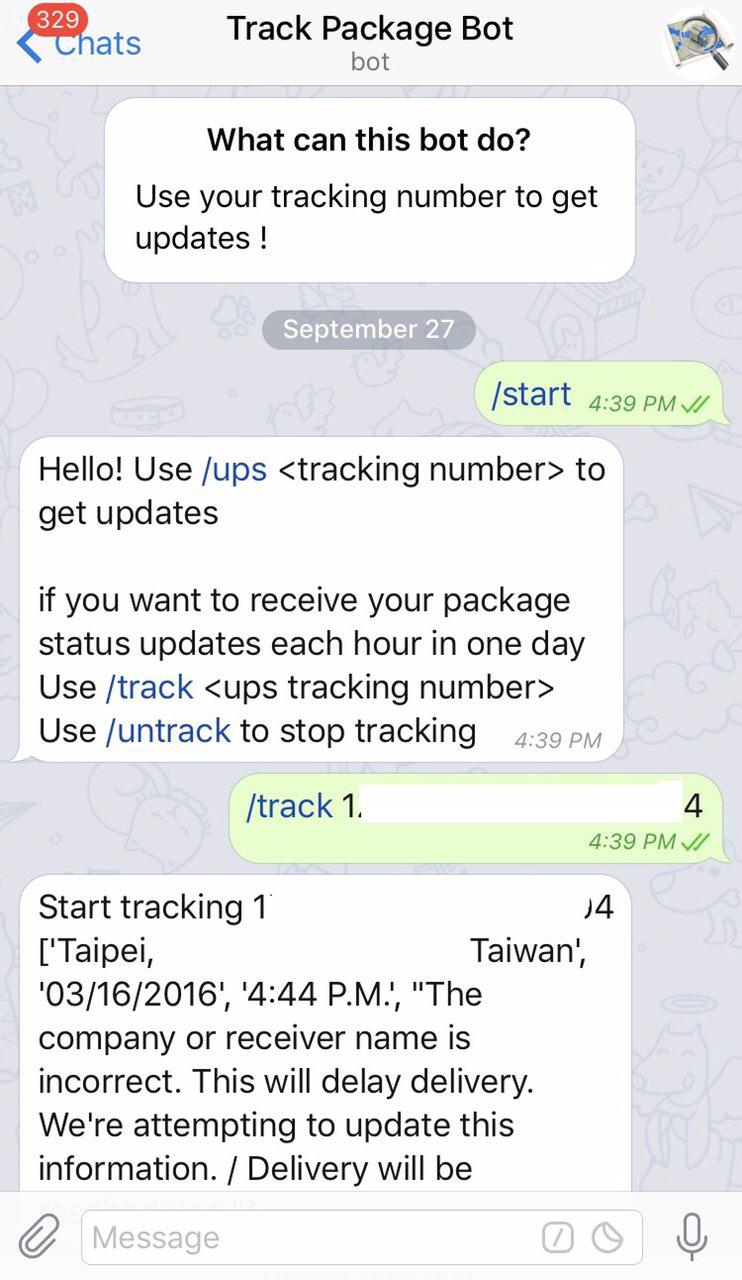 329
Chats
Track Package Bot
bot
What can this bot do?
Use your tracking number to get
updates !
September 27
/start 4:39 PM
Hello! Use /ups <tracking number> to
get updates
if you want to receive your package
status updates each hour in one day
Use /track <ups tracking number>
Use /untrack to stop tracking 4:39 PM
/track 1 4
4:39 PM
Start tracking 1 4
['Taipei, Taiwan',
'03/16/2016', '4:44 P.M.', "The
company or receiver name is
incorrect. This will delay delivery.
We're attempting to update this
information. / Delivery will be
Message